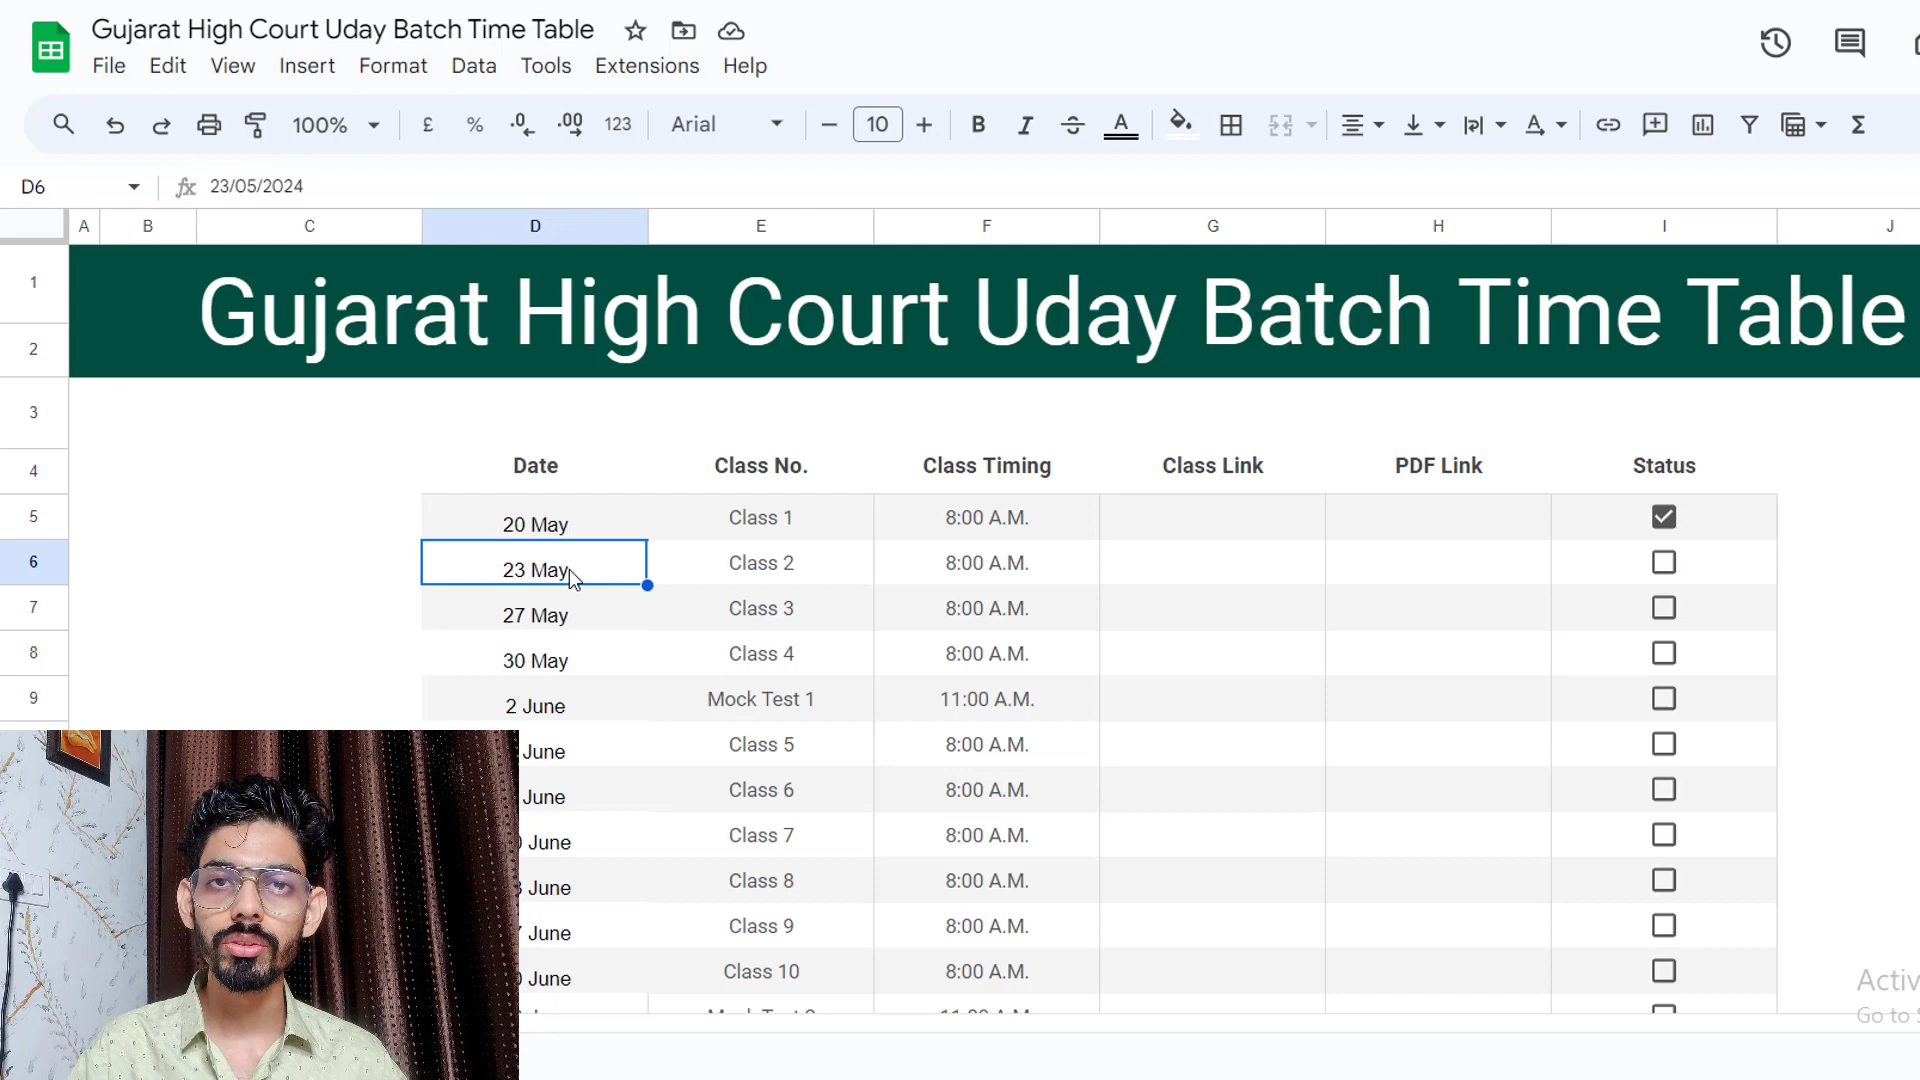 Gujarat High Court Uday Batch Time Table
File Edit View Insert Format Data Tools Extensions Help
100% £ % .0 .00 123 Arial 10 B I A Σ
D6 fx 23/05/2024
A B C D E F G H I J
1 Gujarat High Court Uday Batch Time Table
2
3
4 Date Class No. Class Timing Class Link PDF Link Status
5 20 May Class 1 8:00 A.M.
6 23 May Class 2 8:00 A.M.
7 27 May Class 3 8:00 A.M.
8 30 May Class 4 8:00 A.M.
9 2 June Mock Test 1 11:00 A.M.
June Class 5 8:00 A.M.
June Class 6 8:00 A.M.
June Class 7 8:00 A.M.
June Class 8 8:00 A.M.
June Class 9 8:00 A.M.
June Class 10 8:00 A.M.
Activ
Go to